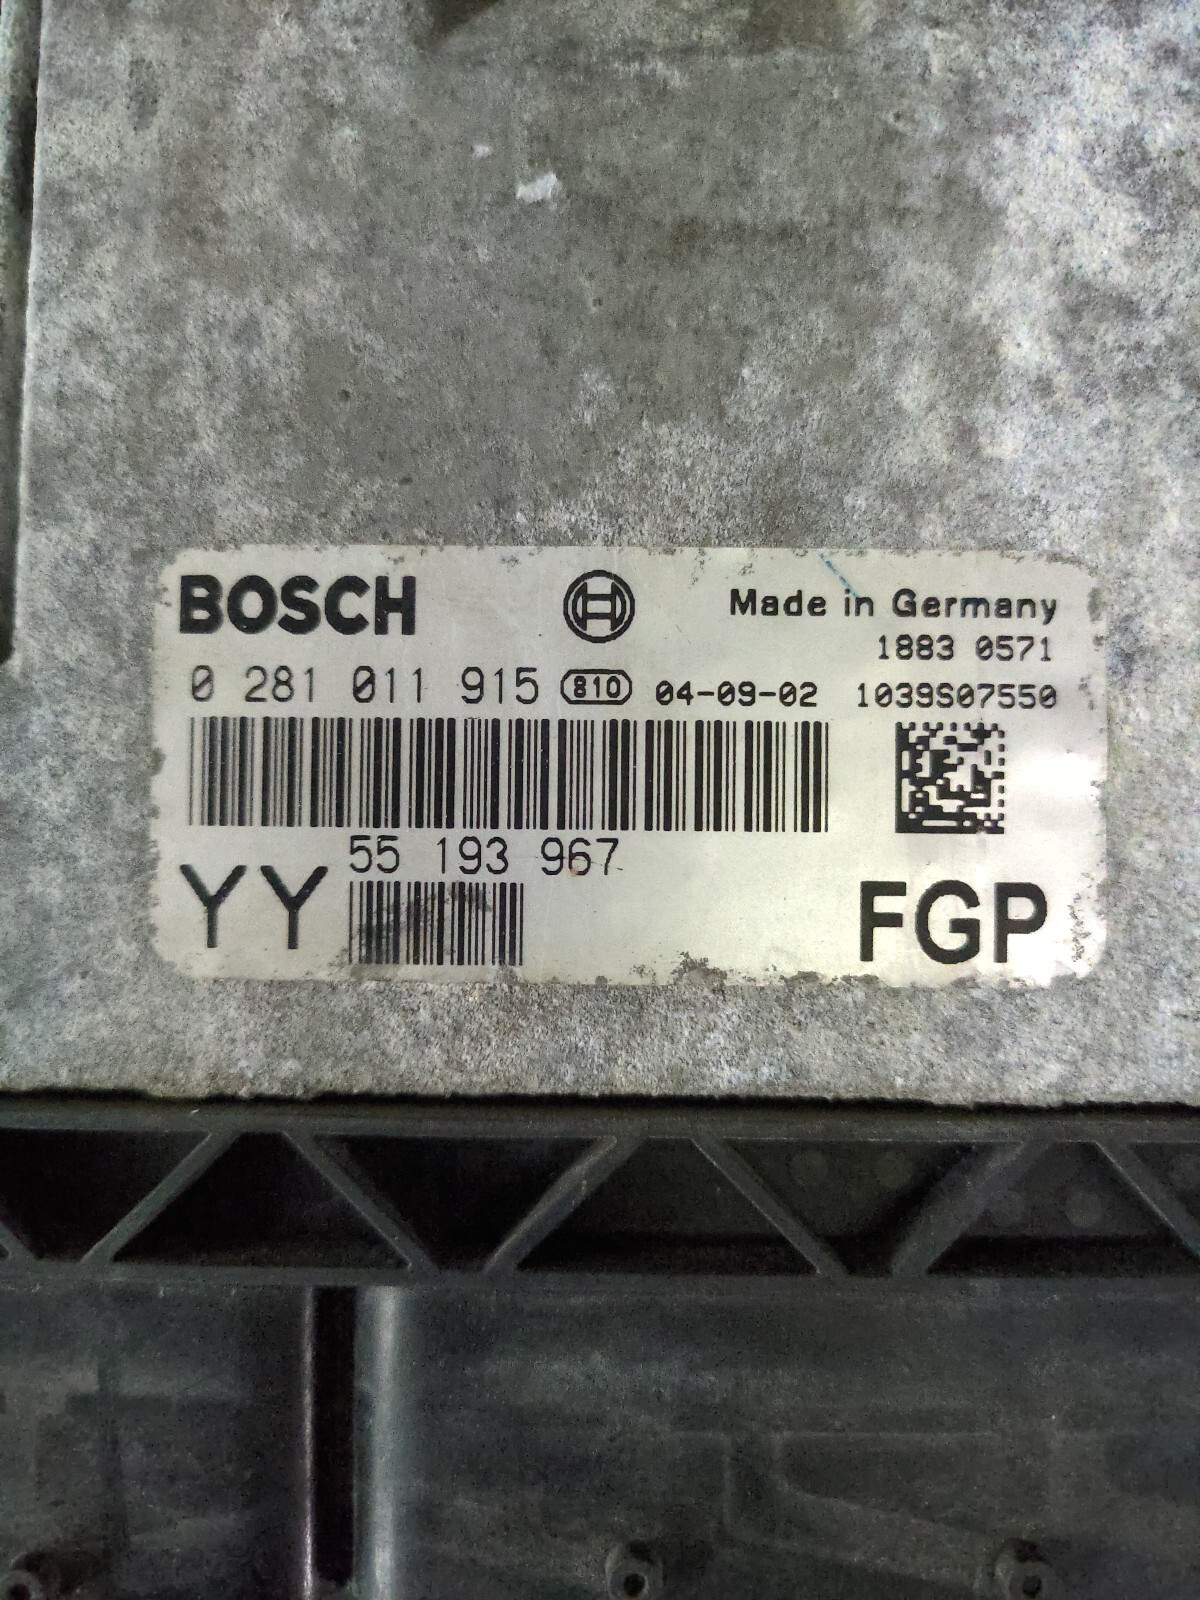 BOSCH
Made in Germany
1883 0571
0 281 011 915 810 04-09-02 1039S07550
55 193 967
YY FGP